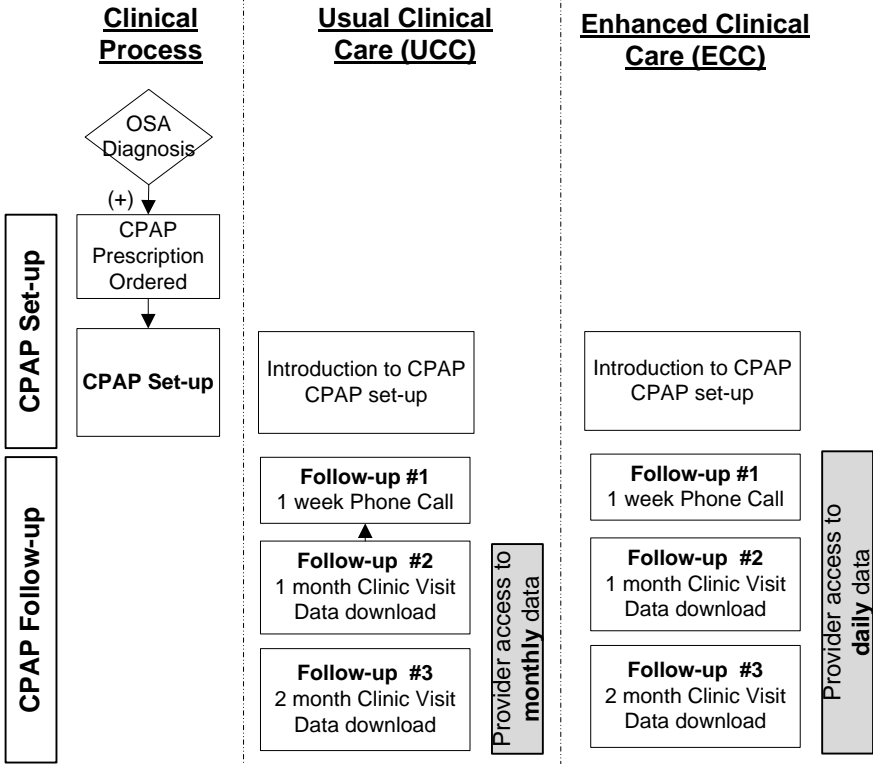 Clinical
Process
Usual Clinical
Care (UCC)
Enhanced Clinical
Care (ECC)
OSA
Diagnosis
(+)
CPAP Set-up
CPAP
Prescription
Ordered
CPAP Set-up
Introduction to CPAP
CPAP set-up
Introduction to CPAP
CPAP set-up
CPAP Follow-up
Follow-up #1
1 week Phone Call
Follow-up #2
1 month Clinic Visit
Data download
Follow-up #3
2 month Clinic Visit
Data download
Provider access to
monthly data
Follow-up #1
1 week Phone Call
Follow-up #2
1 month Clinic Visit
Data download
Follow-up #3
2 month Clinic Visit
Data download
Provider access to
daily data